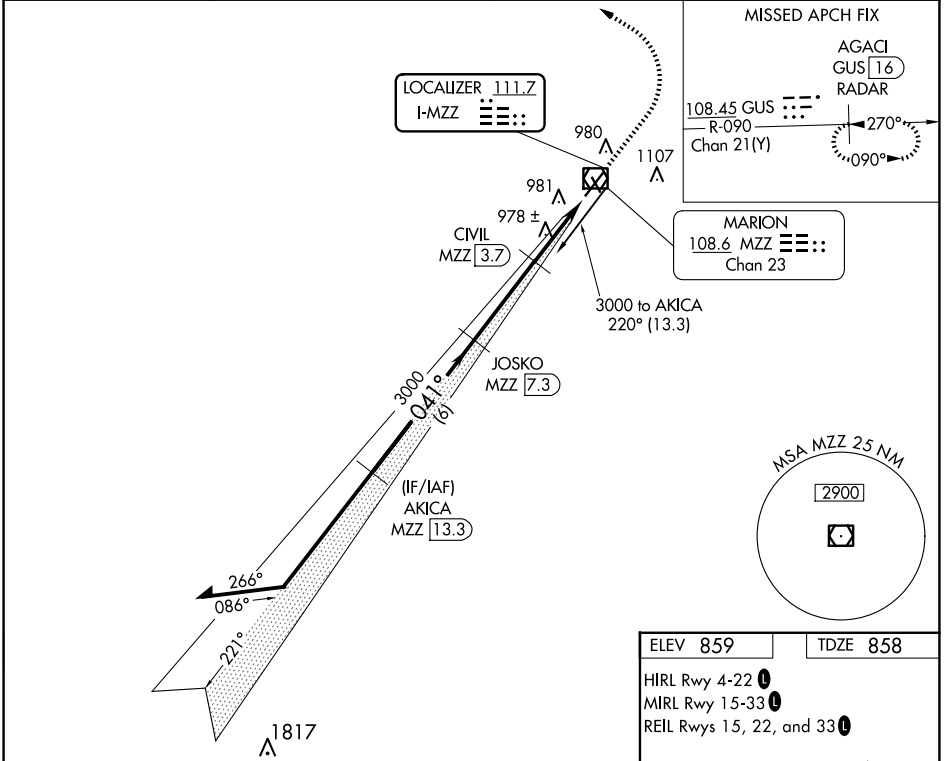 MISSED APCH FIX
AGACI
GUS 16
RADAR
108.45 GUS
R-090
Chan 21(Y)
270°
090°
LOCALIZER 111.7
I-MZZ
980
1107
981
978 ±
MARION
108.6 MZZ
Chan 23
CIVIL
MZZ 3.7
3000 to AKICA
220° (13.3)
JOSKO
MZZ 7.3
3000
041°
(6)
(IF/IAF)
AKICA
MZZ 13.3
MSA MZZ 25 NM
2900
266°
086°
221°
1817
ELEV 859
TDZE 858
HIRL Rwy 4-22 L
MIRL Rwy 15-33 L
REIL Rwys 15, 22, and 33 L